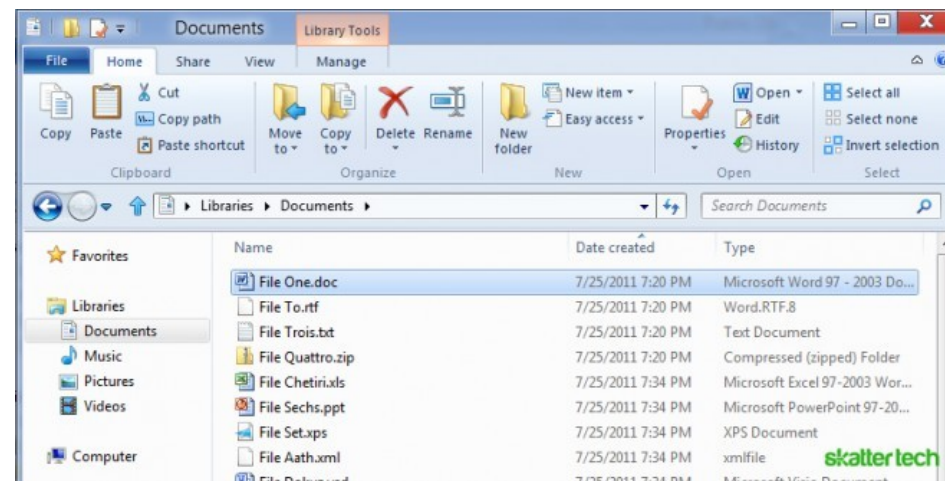 Documents
Library Tools
File Home Share View Manage
Cut
Copy path
Paste shortcut
Copy Paste
Clipboard
Move to Copy to Delete Rename
Organize
New folder
New item
Easy access
New
Properties
Open
Edit
History
Open
Select all
Select none
Invert selection
Select
Libraries Documents
Search Documents
Favorites
Libraries
Documents
Music
Pictures
Videos
Computer
Name Date created Type
File One.doc 7/25/2011 7:20 PM Microsoft Word 97 - 2003 Do...
File To.rtf 7/25/2011 7:20 PM Word.RTF.8
File Trois.txt 7/25/2011 7:20 PM Text Document
File Quattro.zip 7/25/2011 7:20 PM Compressed (zipped) Folder
File Chetiri.xls 7/25/2011 7:34 PM Microsoft Excel 97-2003 Wor...
File Sechs.ppt 7/25/2011 7:34 PM Microsoft PowerPoint 97-20...
File Set.xps 7/25/2011 7:34 PM XPS Document
File Aath.xml 7/25/2011 7:34 PM xmlfile
skatter tech